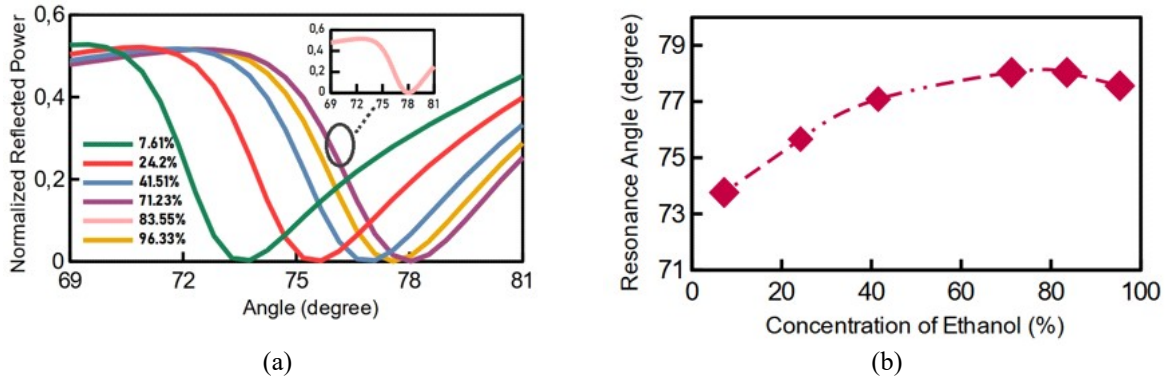 0,6
0,4
0,2
0
Normalized Reflected Power
69 72 75 78 81
Angle (degree)
7.61%
24.2%
41.51%
71.23%
83.55%
96.33%
0,6
0,4
0,2
0
69 72 75 78 81
(a)
79
77
75
73
71
Resonance Angle (degree)
0 20 40 60 80 100
Concentration of Ethanol (%)
(b)